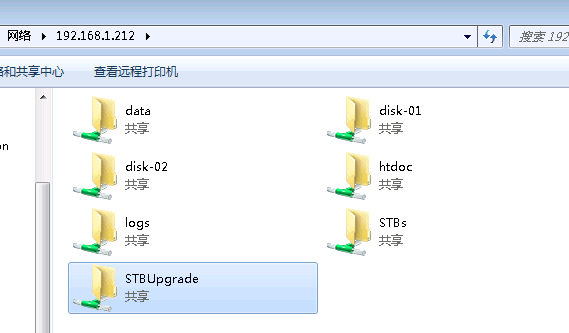 网络 ▸ 192.168.1.212 ▸
搜索 192
络和共享中心 查看远程打印机
on
data
共享
disk-01
共享
disk-02
共享
htdoc
共享
logs
共享
STBs
共享
STBUpgrade
共享